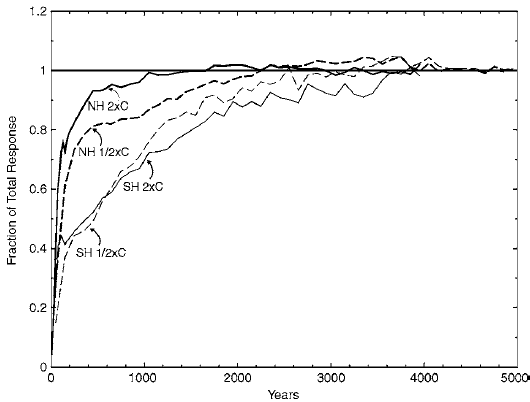 1.2
1
0.8
0.6
0.4
0.2
0
Fraction of Total Response
NH 2xC
NH 1/2xC
SH 2xC
SH 1/2xC
0 1000 2000 3000 4000 5000
Years